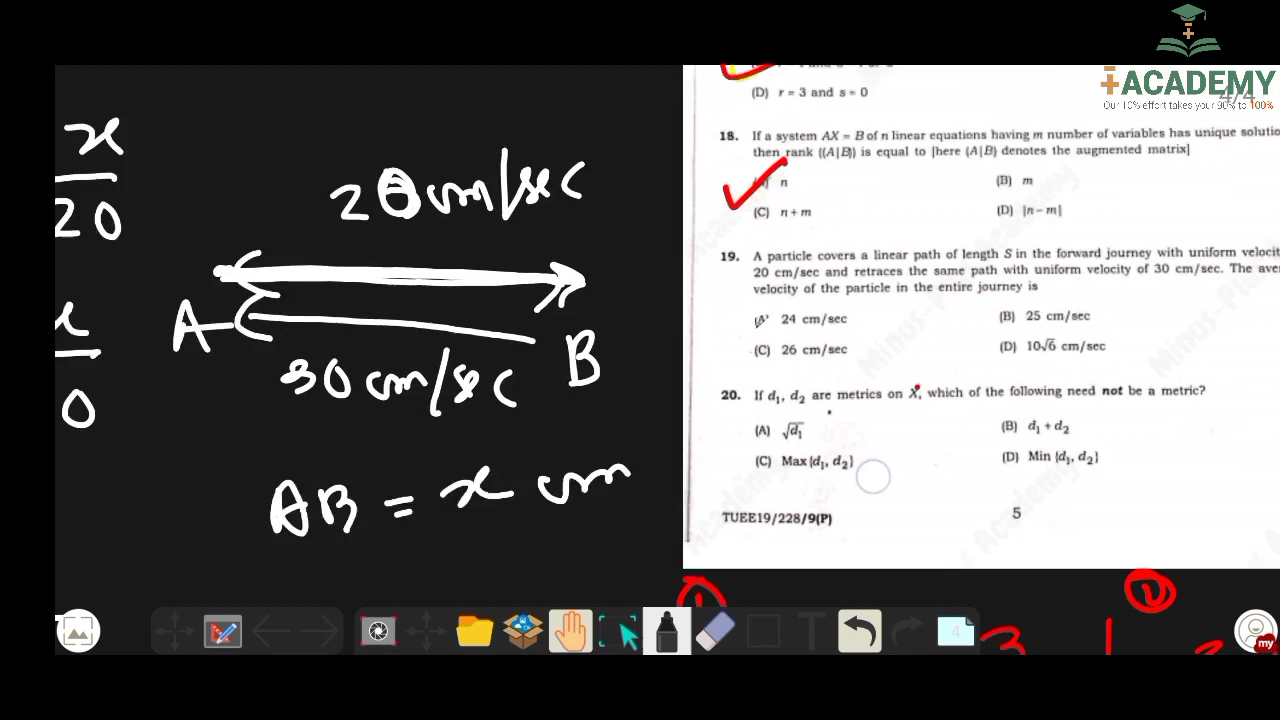 ACADEMY
Our 10% effort takes your 90% to 100%
4/4
x
20
20 cm/sec
A
B
30 cm/sec
0
AB = x cm
(D) r = 3 and s = 0
18. If a system AX = B of n linear equations having m number of variables has unique
then rank ((A|B)) is equal to [here (A|B) denotes the augmented matrix]
n
(B) m
(C) n + m
(D) |n – m|
19. A particle covers a linear path of length S in the forward journey with uniform
20 cm/sec and retraces the same path with uniform velocity of 30 cm/sec. The
velocity of the particle in the entire journey is
(A) 24 cm/sec
(B) 25 cm/sec
(C) 26 cm/sec
(D) 10√6 cm/sec
20. If d₁, d₂ are metrics on X, which of the following need not be a metric?
(A) √d₁
(B) d₁ + d₂
(C) Max {d₁, d₂}
(D) Min {d₁, d₂}
TUEE19/228/9(P)
5
4
my